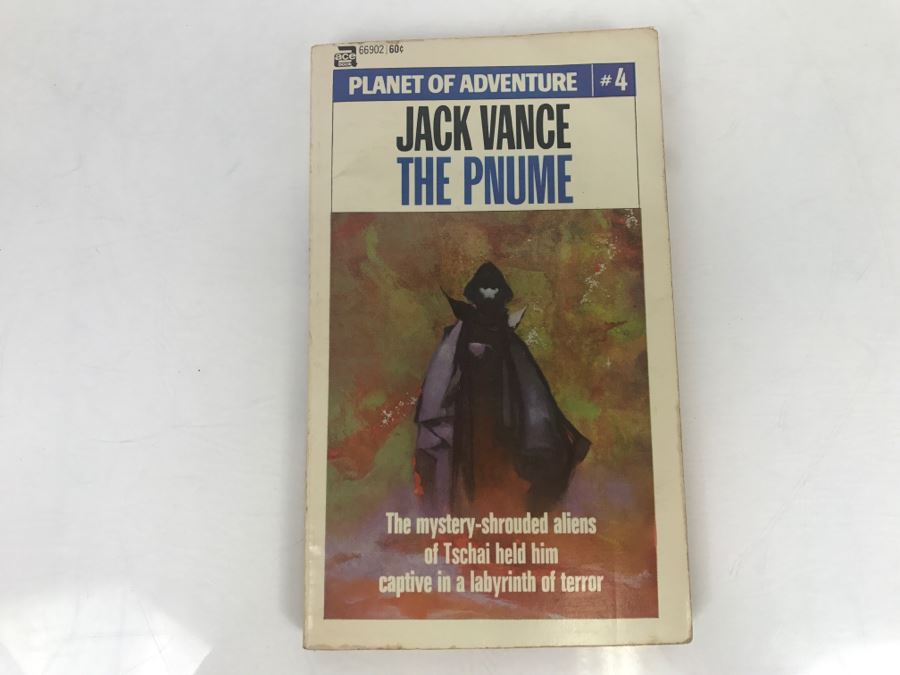 ace
BOOK
66902 | 60¢
PLANET OF ADVENTURE | #4
JACK VANCE
THE PNUME
The mystery-shrouded aliens
of Tschai held him
captive in a labyrinth of terror